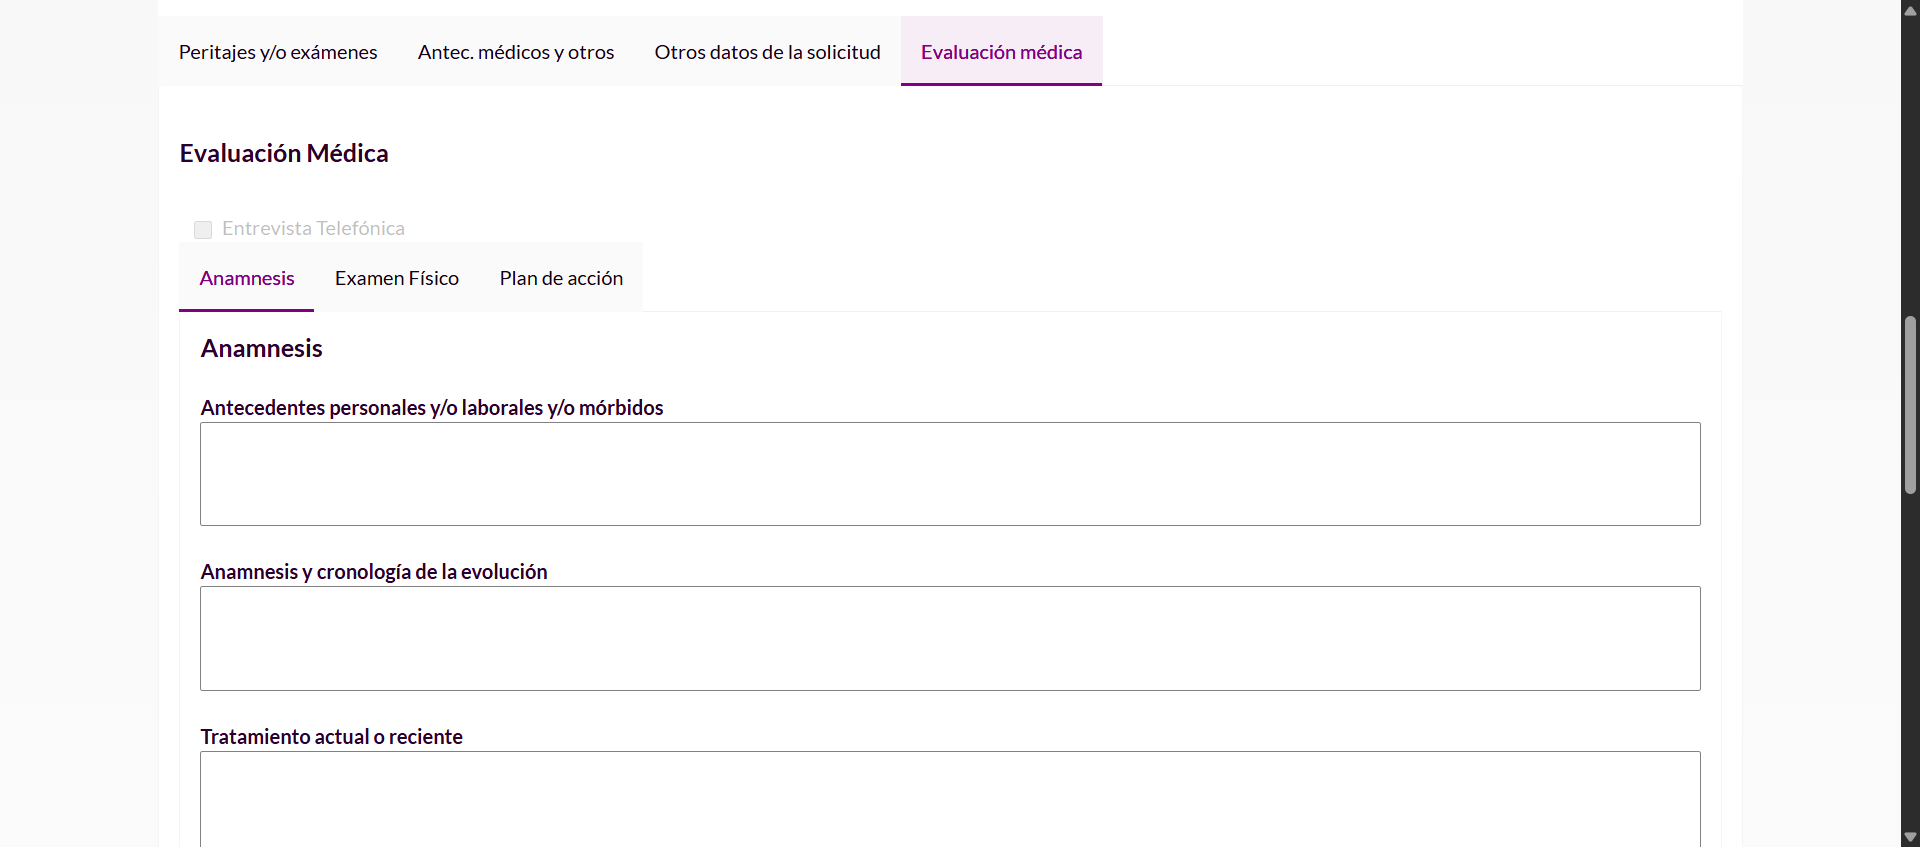 Peritajes y/o exámenes Antec. médicos y otros Otros datos de la solicitud Evaluación médica
Evaluación Médica
Entrevista Telefónica
Anamnesis Examen Físico Plan de acción
Anamnesis
Antecedentes personales y/o laborales y/o mórbidos
Anamnesis y cronología de la evolución
Tratamiento actual o reciente